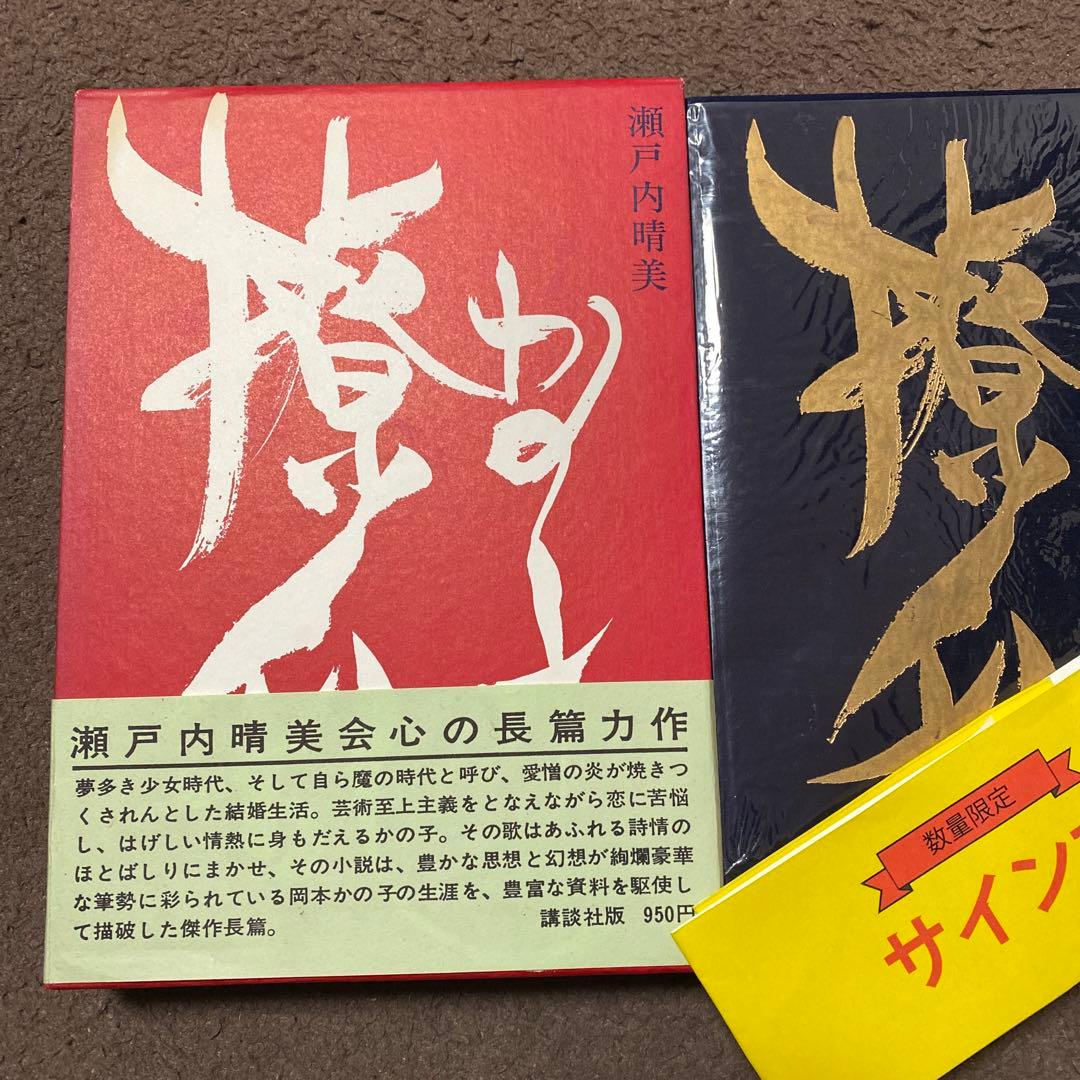 瀬戸内晴美
かの子
撩乱
瀬戸内晴美会心の長篇力作
夢多き少女時代、そして自ら魔の時代と呼び、愛憎の炎が焼きつ
くされんとした結婚生活。芸術至上主義をとなえながら恋に苦悩
し、はげしい情熱に身もだえるかの子。その歌はあふれる詩情の
ほとばしりにまかせ、その小説は、豊かな思想と幻想が絢爛豪華
な筆勢に彩られている岡本かの子の生涯を、豊富な資料を駆使し
て描破した傑作長篇。
講談社版 950円
撩乱
数量限定
サイン